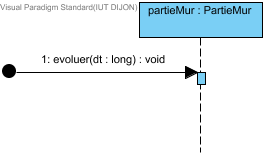 Visual Paradigm Standard(IUT DIJON)
partieMur : PartieMur
1: evoluer(dt : long) : void